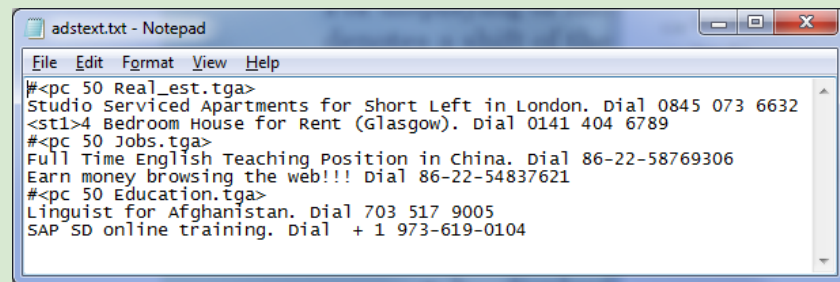 adstext.txt - Notepad
File Edit Format View Help
#<pc 50 Real_est.tga>
Studio Serviced Apartments for Short Left in London. Dial 0845 073 6632
<st1>4 Bedroom House for Rent (Glasgow). Dial 0141 404 6789
#<pc 50 Jobs.tga>
Full Time English Teaching Position in China. Dial 86-22-58769306
Earn money browsing the web!!! Dial 86-22-54837621
#<pc 50 Education.tga>
Linguist for Afghanistan. Dial 703 517 9005
SAP SD online training. Dial  + 1 973-619-0104